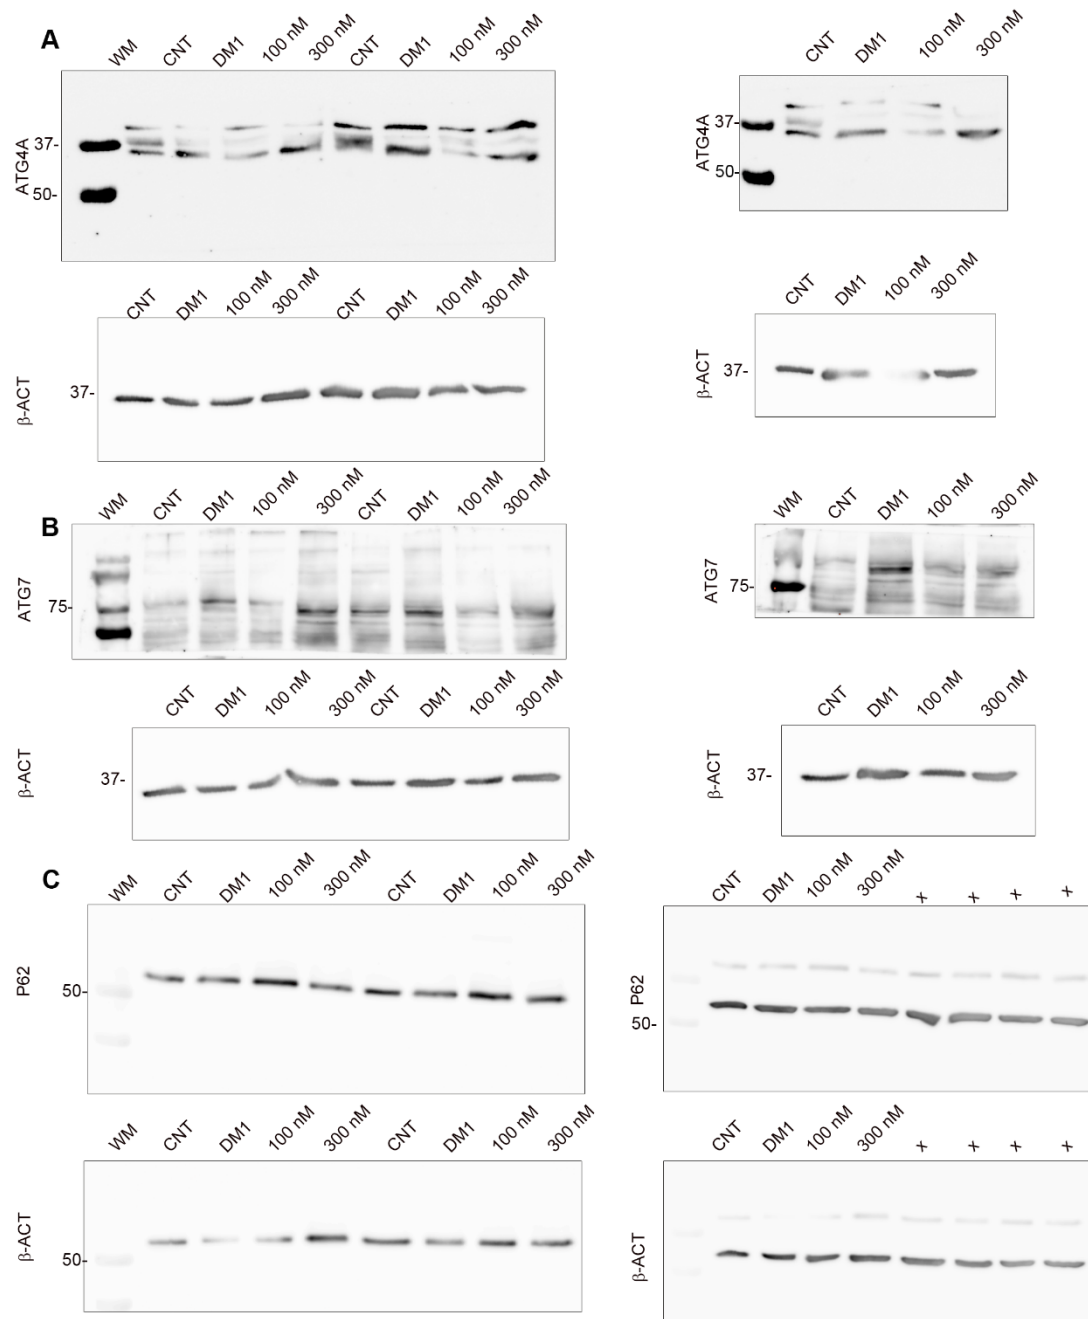 A
WM CNT DM1 100 nM 300 nM CNT DM1 100 nM 300 nM
ATG4A
37-
50-
CNT DM1 100 nM 300 nM
ATG4A
37-
50-
CNT DM1 100 nM 300 nM CNT DM1 100 nM 300 nM
β-ACT
37-
CNT DM1 100 nM 300 nM
β-ACT
37-
B
WM CNT DM1 100 nM 300 nM CNT DM1 100 nM 300 nM
ATG7
75-
WM CNT DM1 100 nM 300 nM
ATG7
75-
CNT DM1 100 nM 300 nM CNT DM1 100 nM 300 nM
β-ACT
37-
CNT DM1 100 nM 300 nM
β-ACT
37-
C
WM CNT DM1 100 nM 300 nM CNT DM1 100 nM 300 nM
P62
50-
CNT DM1 100 nM 300 nM x x x x
P62
50-
WM CNT DM1 100 nM 300 nM CNT DM1 100 nM 300 nM
β-ACT
50-
CNT DM1 100 nM 300 nM x x x x
β-ACT